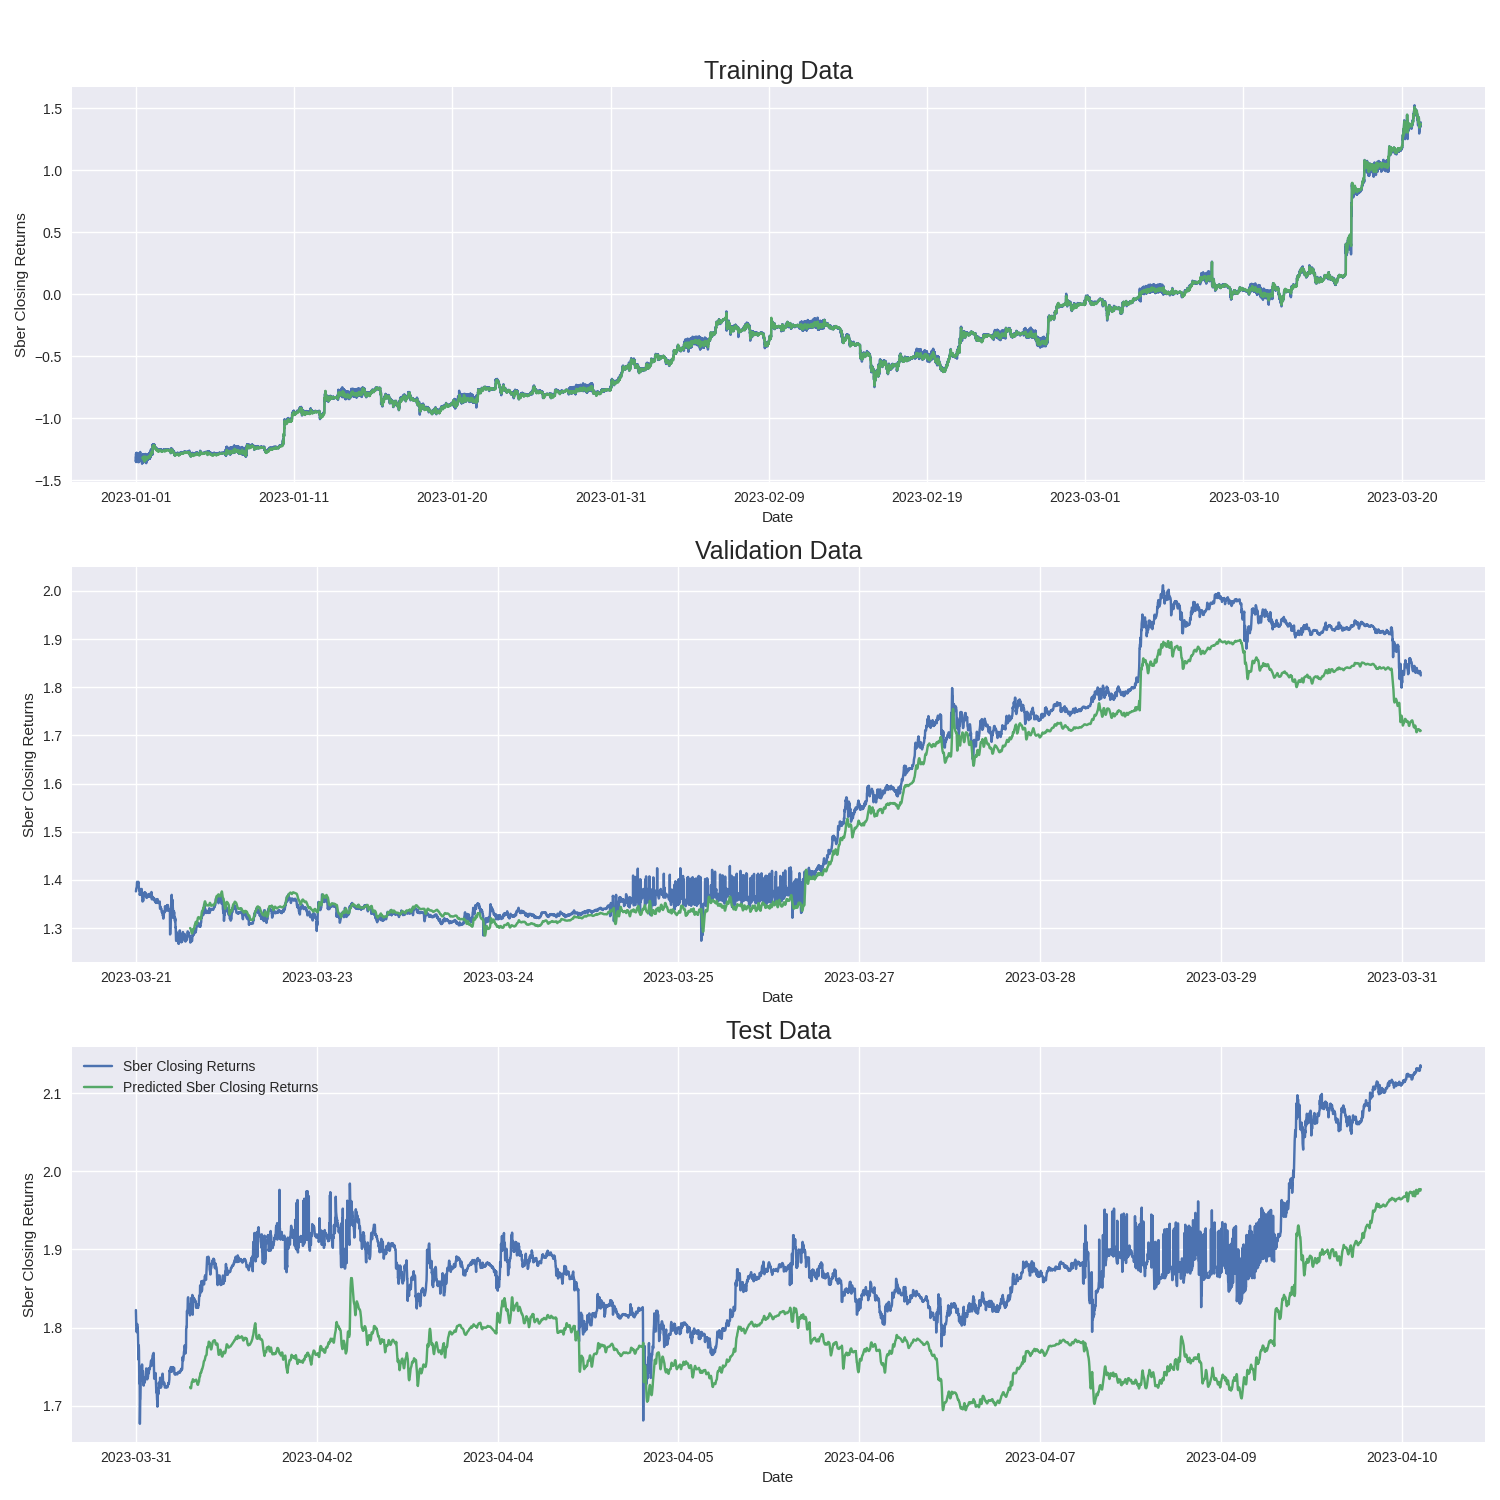 Training Data
1.5
1.0
0.5
0.0
−0.5
−1.0
−1.5
Sber Closing Returns
2023-01-01 2023-01-11 2023-01-20 2023-01-31 2023-02-09 2023-02-19 2023-03-01 2023-03-10 2023-03-20
Date
Validation Data
2.0
1.9
1.8
1.7
1.6
1.5
1.4
1.3
Sber Closing Returns
2023-03-21 2023-03-23 2023-03-24 2023-03-25 2023-03-27 2023-03-28 2023-03-29 2023-03-31
Date
Test Data
Sber Closing Returns
Predicted Sber Closing Returns
2.1
2.0
1.9
1.8
1.7
Sber Closing Returns
2023-03-31 2023-04-02 2023-04-04 2023-04-05 2023-04-06 2023-04-07 2023-04-09 2023-04-10
Date